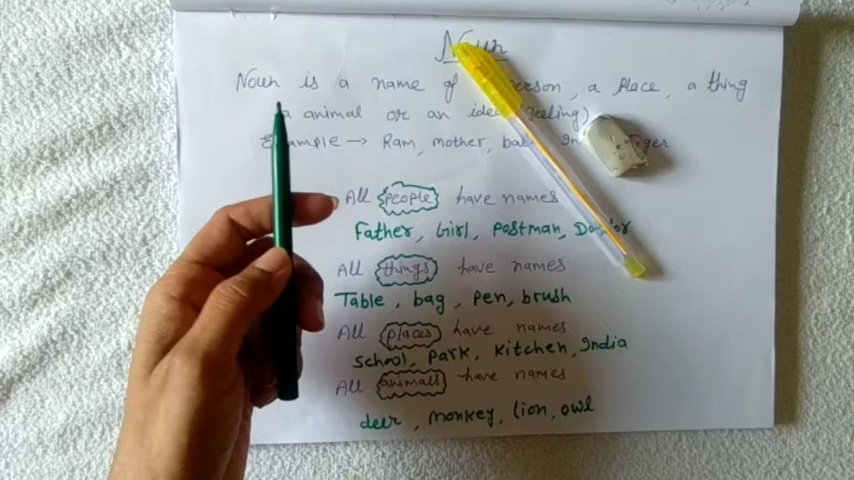 Noun
Noun is a name of person, a place, a thing
a animal or an idea (feeling)
Example → Ram, mother, Tiger
All people have names
Father, Girl, Postman, Doctor
All things have names
Table, bag, pen, brush
All places have names
school, Park, kitchen, India
All animals have names
deer, monkey, lion, owl